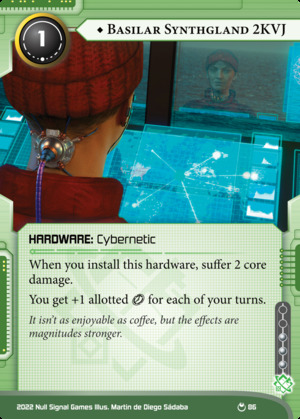 1
Basilar Synthgland 2KVJ
HARDWARE: Cybernetic
When you install this hardware, suffer 2 core
damage.
You get +1 allotted for each of your turns.
It isn't as enjoyable as coffee, but the effects are
magnitudes stronger.
2022 Null Signal Games Illus. Martin de Diego Sádaba
86